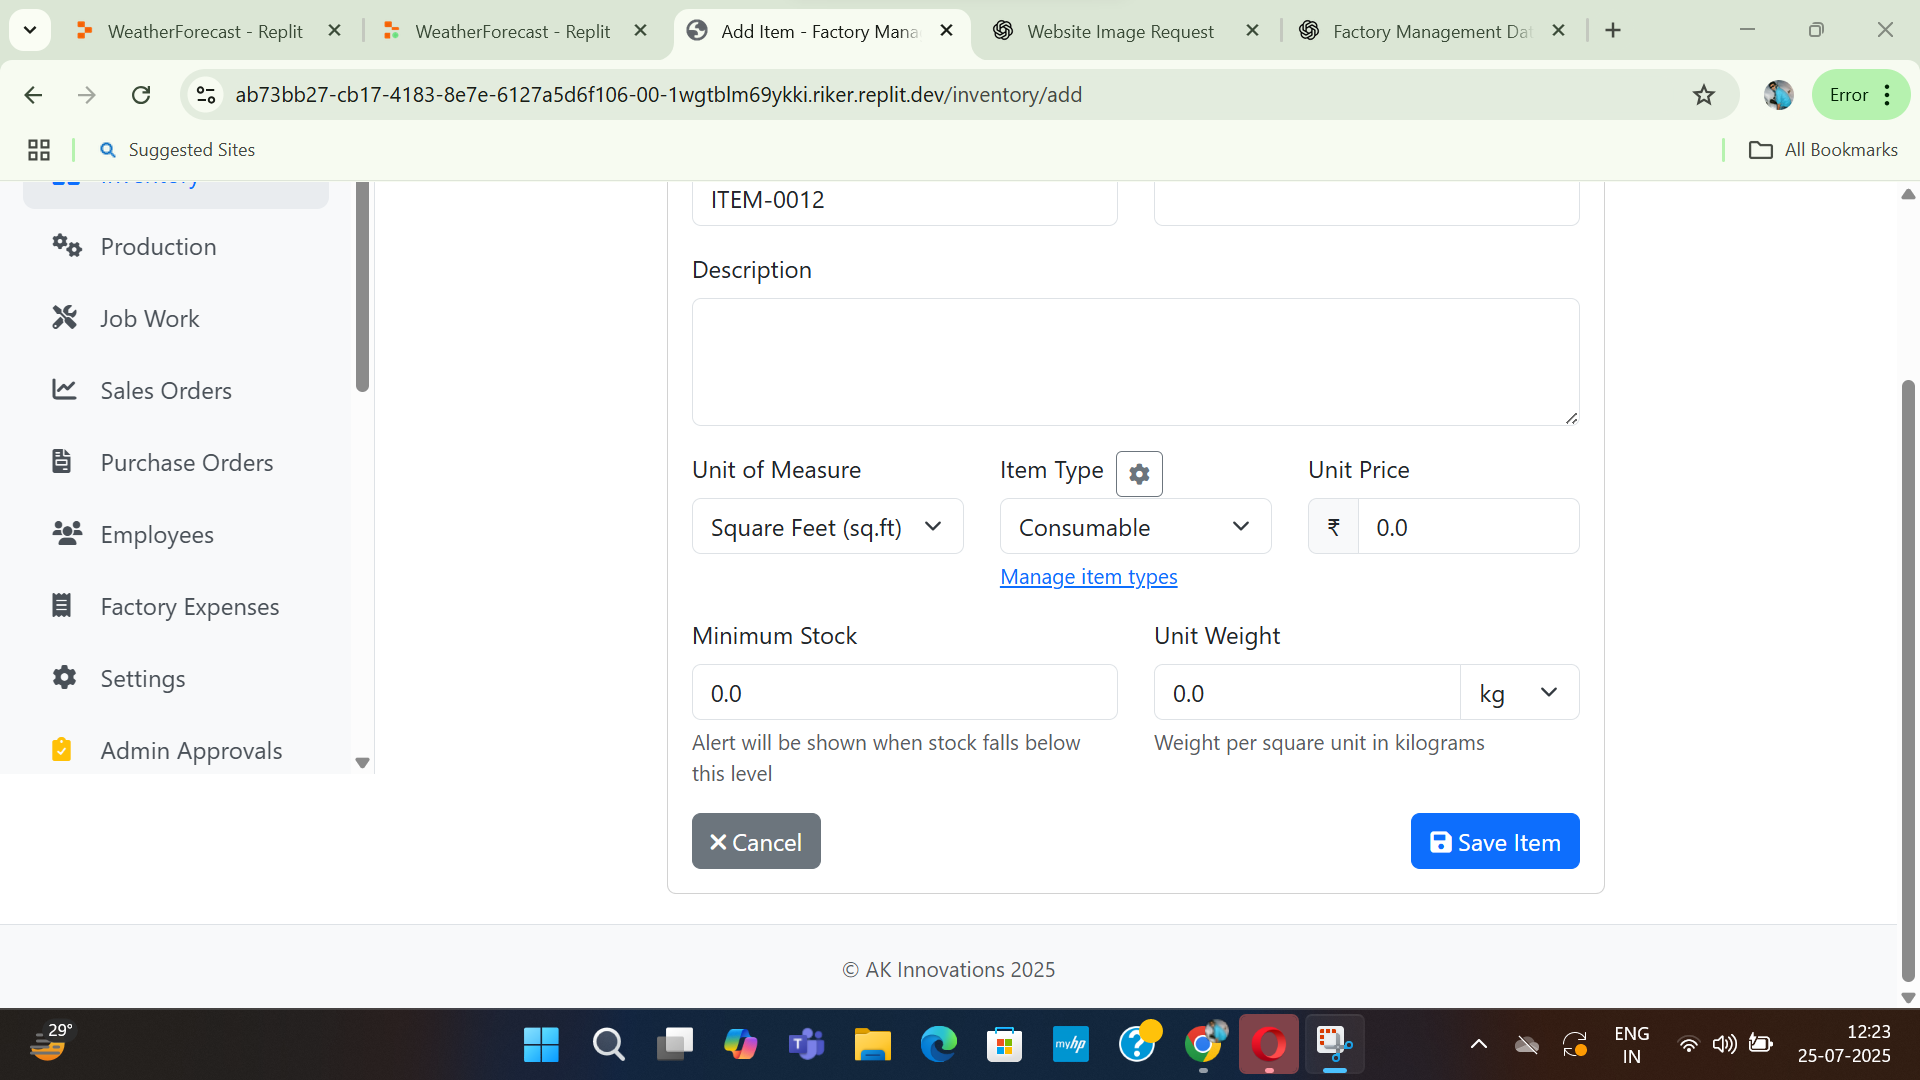 WeatherForecast - Replit
WeatherForecast - Replit
Add Item - Factory Mana
Website Image Request
Factory Management Dat
ab73bb27-cb17-4183-8e7e-6127a5d6f106-00-1wgtblm69ykki.riker.replit.dev/inventory/add
Error
Suggested Sites
All Bookmarks
Inventory
Production
Job Work
Sales Orders
Purchase Orders
Employees
Factory Expenses
Settings
Admin Approvals
ITEM-0012
Description
Unit of Measure
Item Type
Unit Price
Square Feet (sq.ft)
Consumable
₹ 0.0
Manage item types
Minimum Stock
Unit Weight
0.0
0.0
kg
Alert will be shown when stock falls below
this level
Weight per square unit in kilograms
Cancel
Save Item
© AK Innovations 2025
29°
myhp
ENG
IN
12:23
25-07-2025